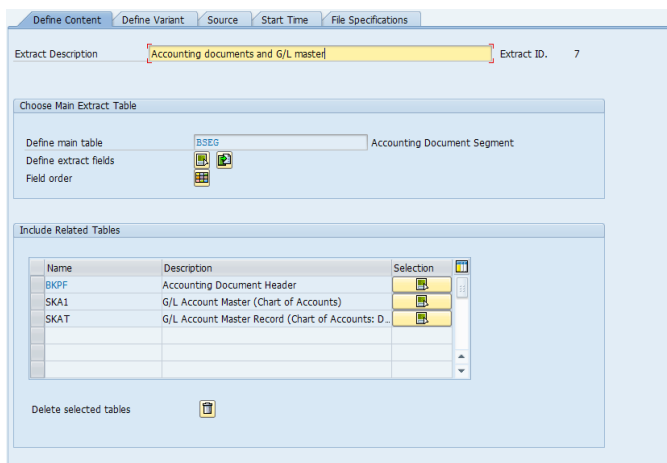 Define Content Define Variant Source Start Time File Specifications
Extract Description Accounting documents and G/L master Extract ID. 7
Choose Main Extract Table
Define main table BSEG Accounting Document Segment
Define extract fields
Field order
Include Related Tables
Name Description Selection
BKPF Accounting Document Header
SKA1 G/L Account Master (Chart of Accounts)
SKAT G/L Account Master Record (Chart of Accounts: D...
Delete selected tables